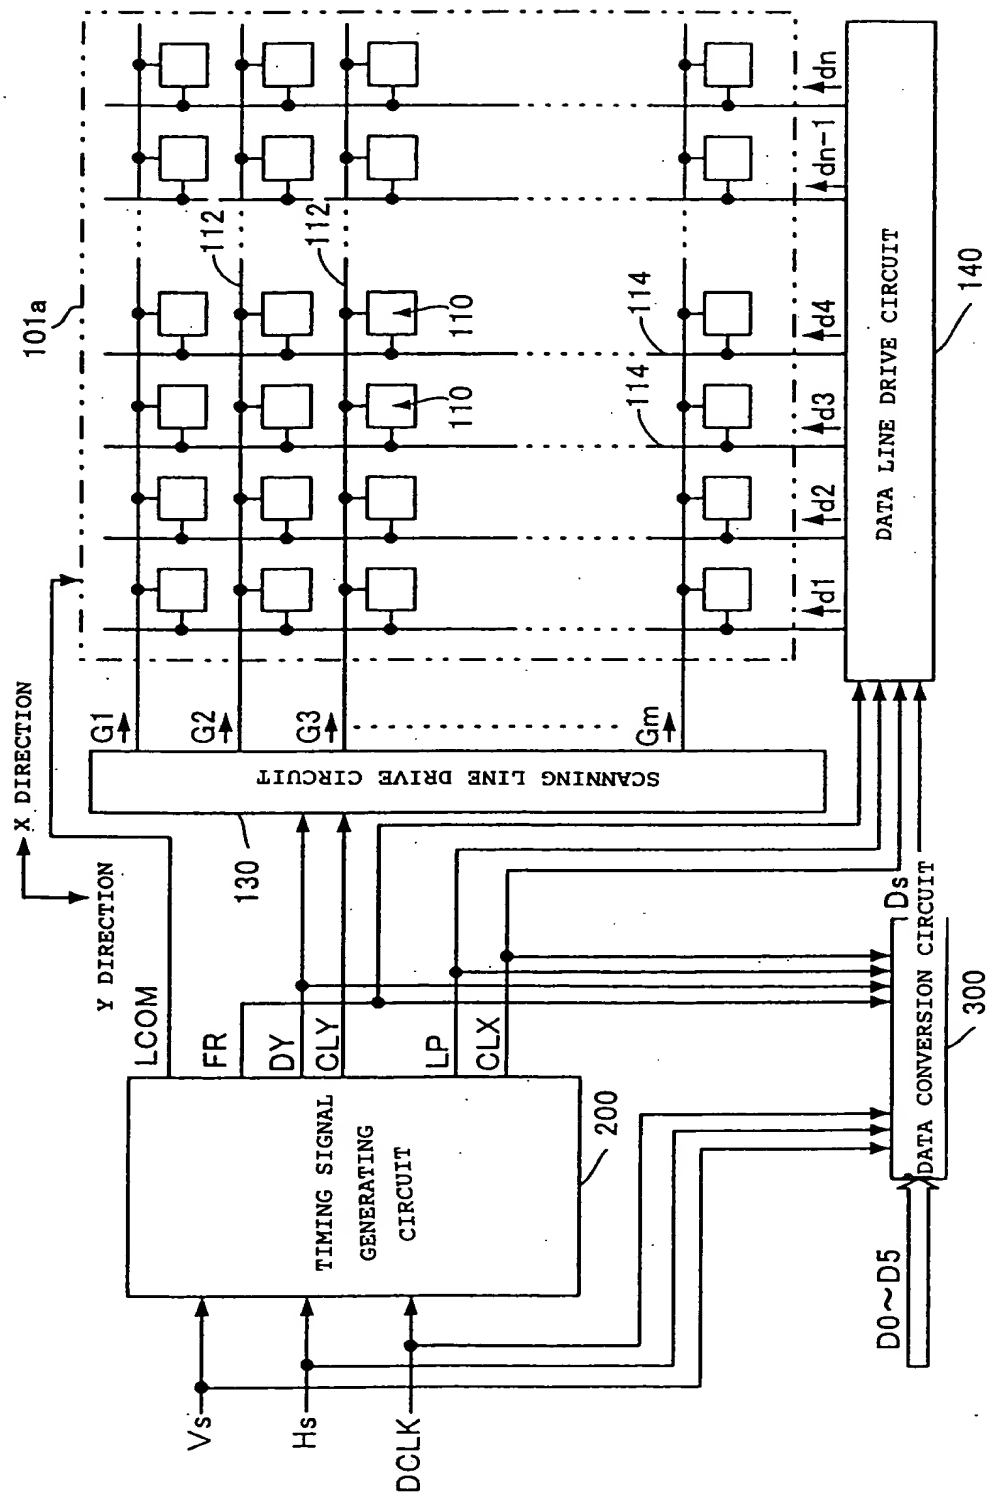 X DIRECTION
Y DIRECTION
101a
LCOM
FR
DY
CLY
LP
CLX
TIMING SIGNAL
GENERATING
CIRCUIT
200
Vs
Hs
DCLK
130
SCANNING LINE DRIVE CIRCUIT
G1
G2
G3
Gm
112
112
110
110
114
114
d1
d2
d3
d4
dn-1
dn
DATA LINE DRIVE CIRCUIT
140
Ds
DATA CONVERSION CIRCUIT
300
D0~D5